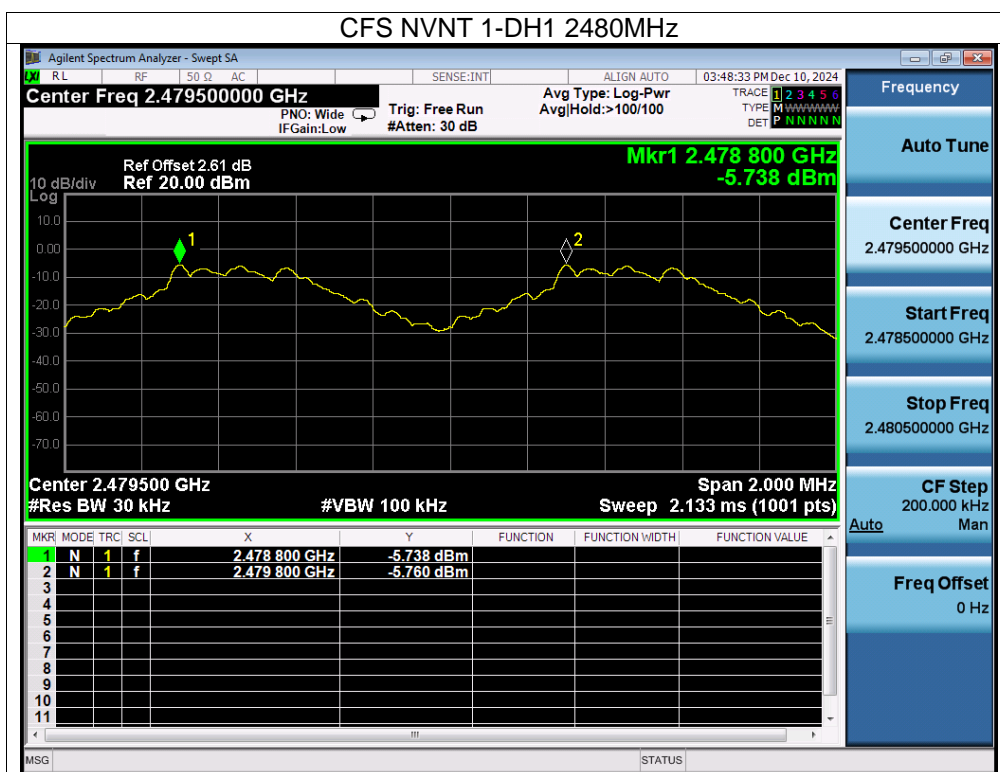 CFS NVNT 1-DH1 2480MHz
Agilent Spectrum Analyzer - Swept SA
LXI RL RF 50 Ω AC SENSE:INT ALIGN AUTO 03:48:33 PM Dec 10, 2024
Center Freq 2.479500000 GHz
PNO: Wide
IFGain:Low
Trig: Free Run
#Atten: 30 dB
Avg Type: Log-Pwr
Avg|Hold:>100/100
TRACE 1 2 3 4 5 6
TYPE M WWWWW
DET P N N N N N
Ref Offset 2.61 dB
10 dB/div Ref 20.00 dBm
Log
Mkr1 2.478 800 GHz
-5.738 dBm
10.0
0.00
-10.0
-20.0
-30.0
-40.0
-50.0
-60.0
-70.0
1
2
Center 2.479500 GHz Span 2.000 MHz
#Res BW 30 kHz #VBW 100 kHz Sweep 2.133 ms (1001 pts)
MKR MODE TRC SCL X Y FUNCTION FUNCTION WIDTH FUNCTION VALUE
1 N 1 f 2.478 800 GHz -5.738 dBm
2 N 1 f 2.479 800 GHz -5.760 dBm
3
4
5
6
7
8
9
10
11
MSG STATUS
Frequency
Auto Tune
Center Freq
2.479500000 GHz
Start Freq
2.478500000 GHz
Stop Freq
2.480500000 GHz
CF Step
200.000 kHz
Auto Man
Freq Offset
0 Hz